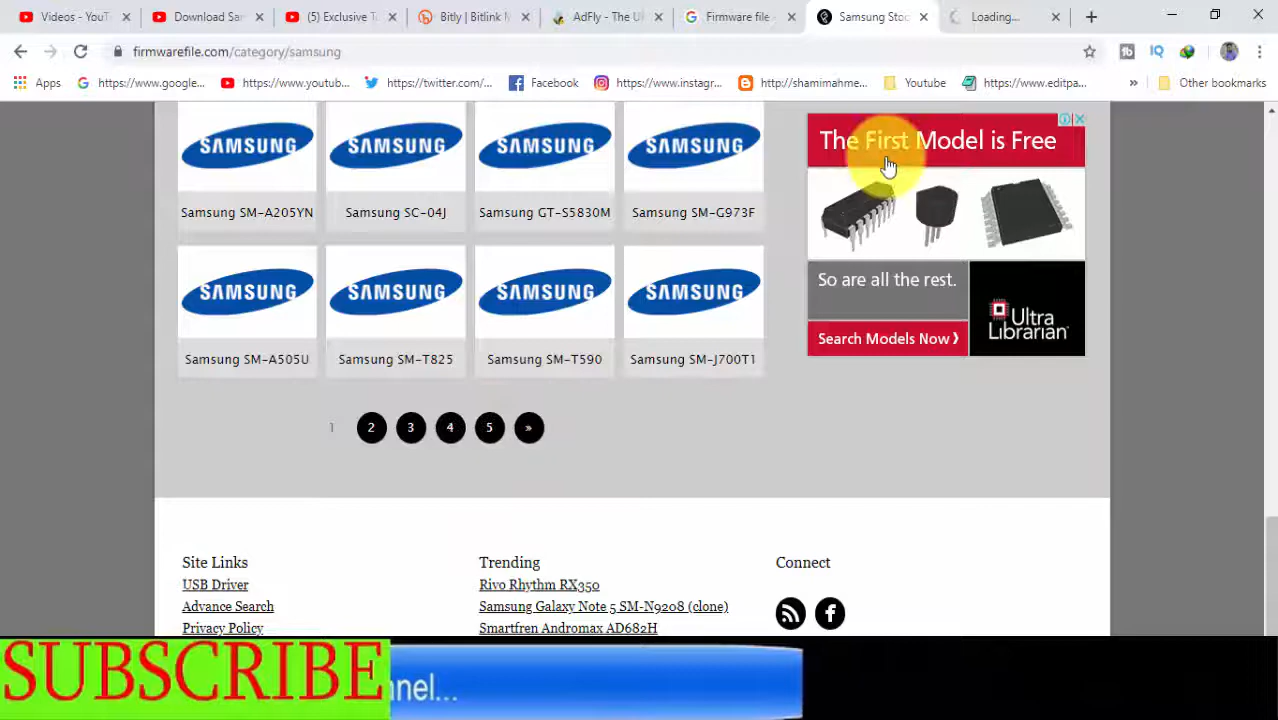 Videos - YouT
Download Sar
(5) Exclusive T
Bitly | Bitlink M
AdFly - The U
Firmware file
Samsung Stoc
Loading...
firmwarefile.com/category/samsung
Apps
https://www.google...
https://www.youtub...
https://twitter.com/...
Facebook
https://www.instagr...
http://shamimahme...
Youtube
https://www.editpa...
»
Other bookmarks
SAMSUNG SAMSUNG SAMSUNG SAMSUNG
Samsung SM-A205YN Samsung SC-04J Samsung GT-S5830M Samsung SM-G973F
SAMSUNG SAMSUNG SAMSUNG SAMSUNG
Samsung SM-A505U Samsung SM-T825 Samsung SM-T590 Samsung SM-J700T1
The First Model is Free
So are all the rest.
Search Models Now ❯
Ultra
Librarian
1 2 3 4 5 »
Site Links
USB Driver
Advance Search
Privacy Policy
Trending
Rivo Rhythm RX350
Samsung Galaxy Note 5 SM-N9208 (clone)
Smartfren Andromax AD682H
Connect
SUBSCRIBE
nnel...